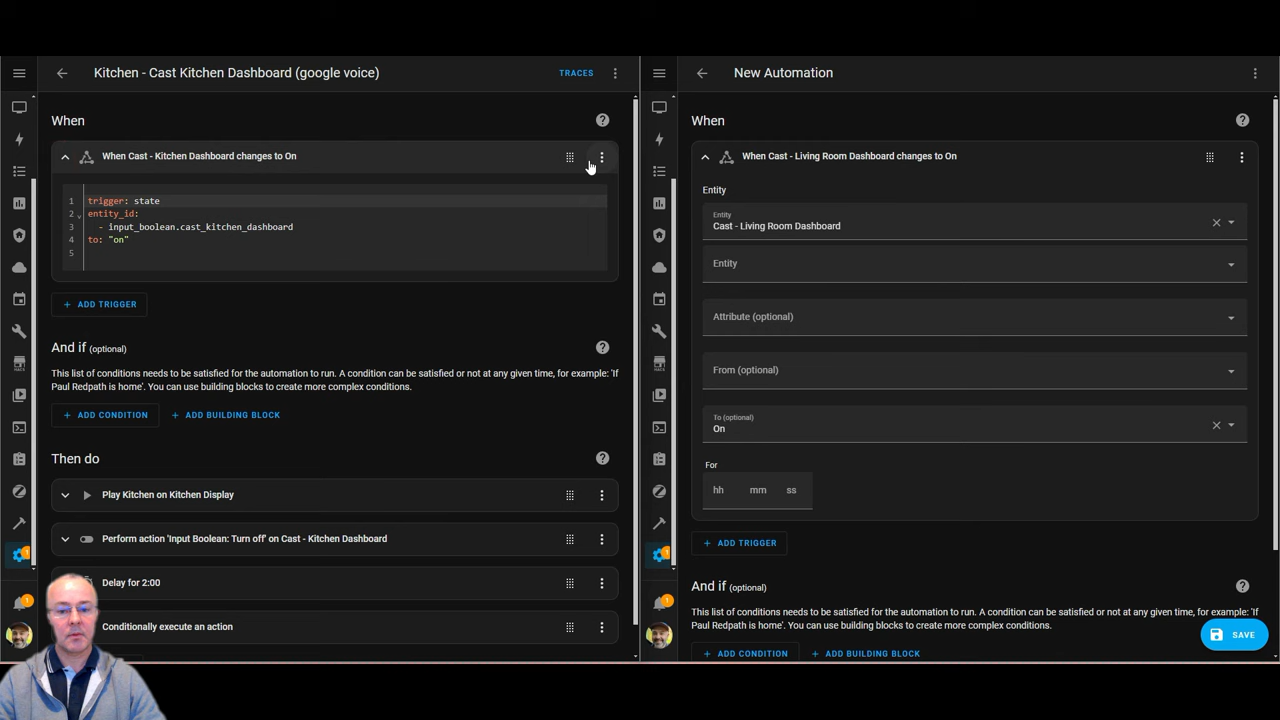 Kitchen - Cast Kitchen Dashboard (google voice)
TRACES
When
When Cast - Kitchen Dashboard changes to On
1 trigger: state
2 entity_id:
3 - input_boolean.cast_kitchen_dashboard
4 to: "on"
5
ADD TRIGGER
And if (optional)
This list of conditions needs to be satisfied for the automation to run. A condition can be satisfied or not at any given time, for example: 'If
Paul Redpath is home'. You can use building blocks to create more complex conditions.
ADD CONDITION
ADD BUILDING BLOCK
Then do
Play Kitchen on Kitchen Display
Perform action 'Input Boolean: Turn off' on Cast - Kitchen Dashboard
Delay for 2:00
Conditionally execute an action
1
1
New Automation
When
When Cast - Living Room Dashboard changes to On
Entity
Entity
Cast - Living Room Dashboard
Entity
Attribute (optional)
From (optional)
To (optional)
On
For
hh mm ss
ADD TRIGGER
And if (optional)
This list of conditions needs to be satisfied for the automation to run. A condition can be satisfied or not at any given time, for example: 'If
Paul Redpath is home'. You can use building blocks to create more complex conditions.
ADD CONDITION
ADD BUILDING BLOCK
SAVE
1
1